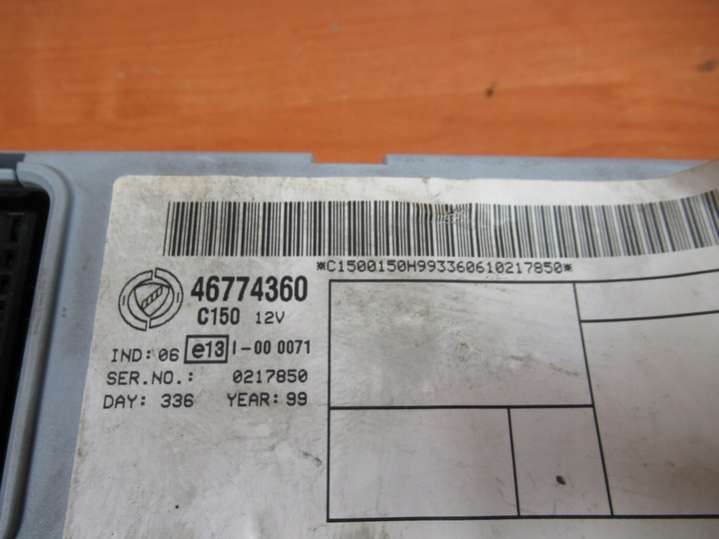 *C1500150H993360610217850*
46774360
C150 12V
IND: 06 e13 I-00 0071
SER.NO.: 0217850
DAY: 336 YEAR: 99